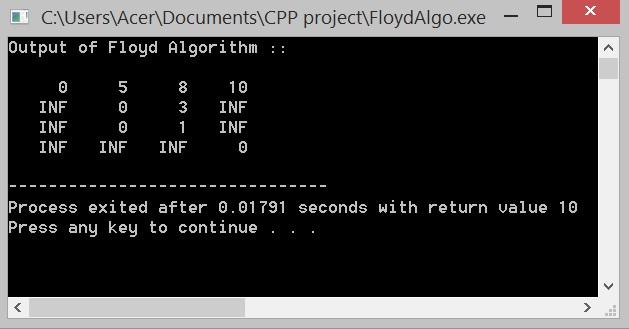 C:\Users\Acer\Documents\CPP project\FloydAlgo.exe
Output of Floyd Algorithm ::
0 5 8 10
INF 0 3 INF
INF 0 1 INF
INF INF INF 0
--------------------------------
Process exited after 0.01791 seconds with return value 10
Press any key to continue . . .